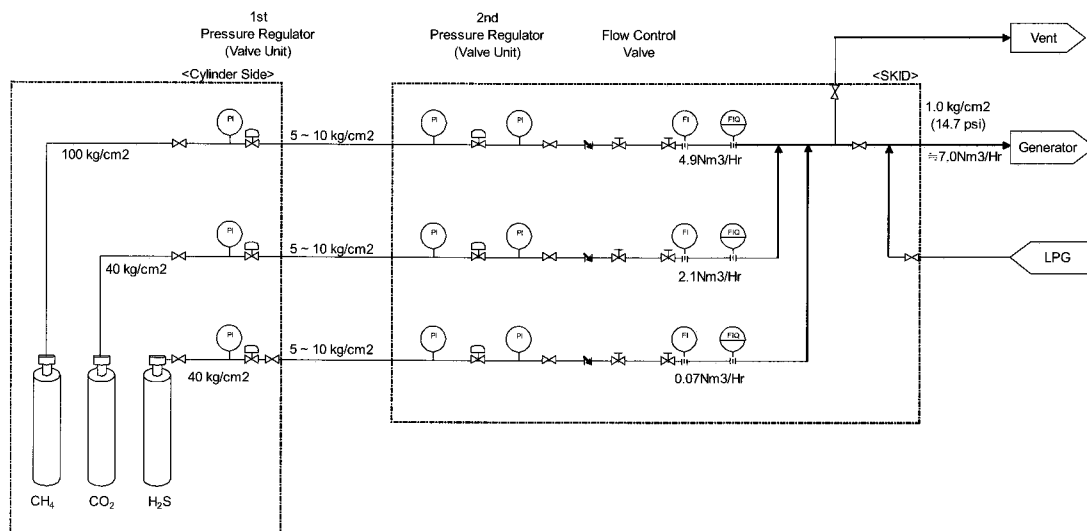 1st
Pressure Regulator
(Valve Unit)
2nd
Pressure Regulator
(Valve Unit)
Flow Control
Valve
Vent
<Cylinder Side>
<SKID>
PI
PI
PI
FI
FIQ
1.0 kg/cm2
(14.7 psi)
100 kg/cm2
5 ~ 10 kg/cm2
4.9Nm3/Hr
Generator
≒7.0Nm3/Hr
PI
PI
PI
FI
FIQ
40 kg/cm2
5 ~ 10 kg/cm2
2.1Nm3/Hr
LPG
PI
PI
PI
FI
FIQ
40 kg/cm2
5 ~ 10 kg/cm2
0.07Nm3/Hr
CH₄
CO₂
H₂S